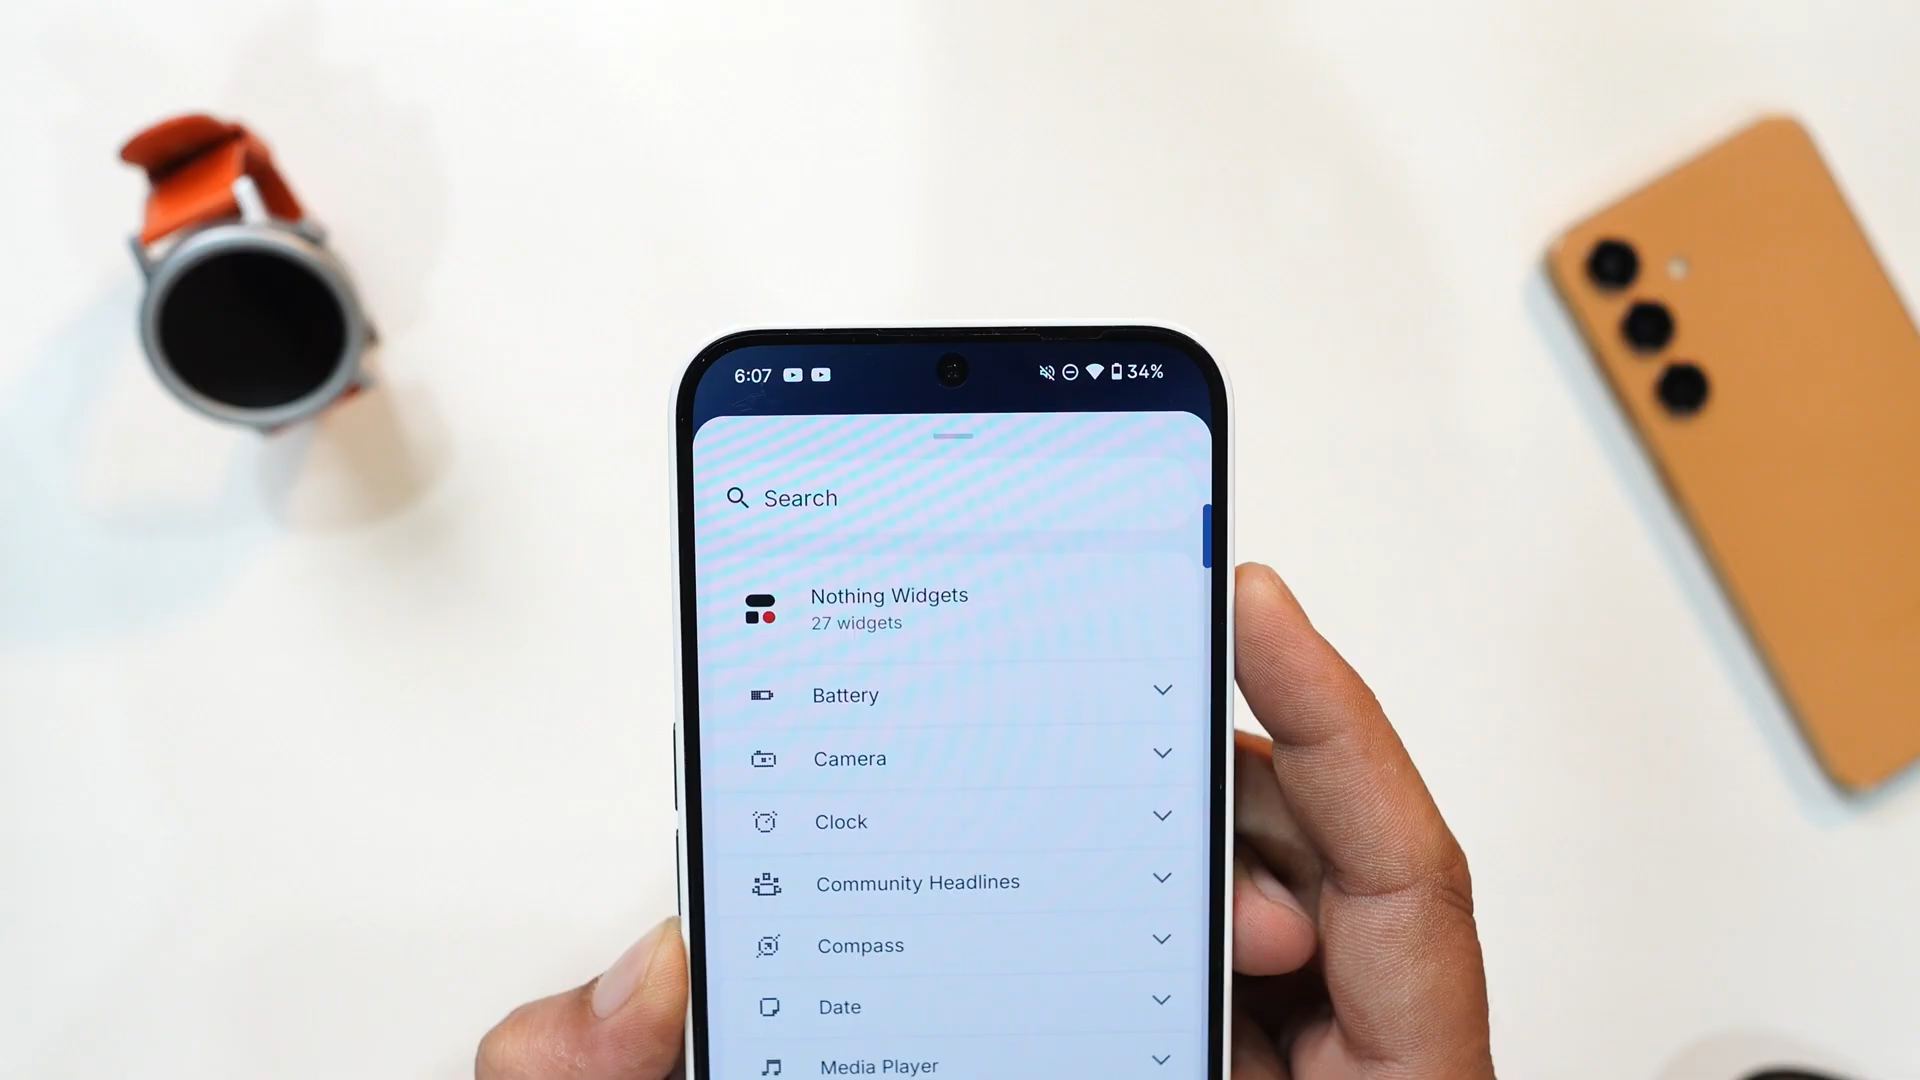 6:07
34%
Search
Nothing Widgets
27 widgets
Battery
Camera
Clock
Community Headlines
Compass
Date
Media Player